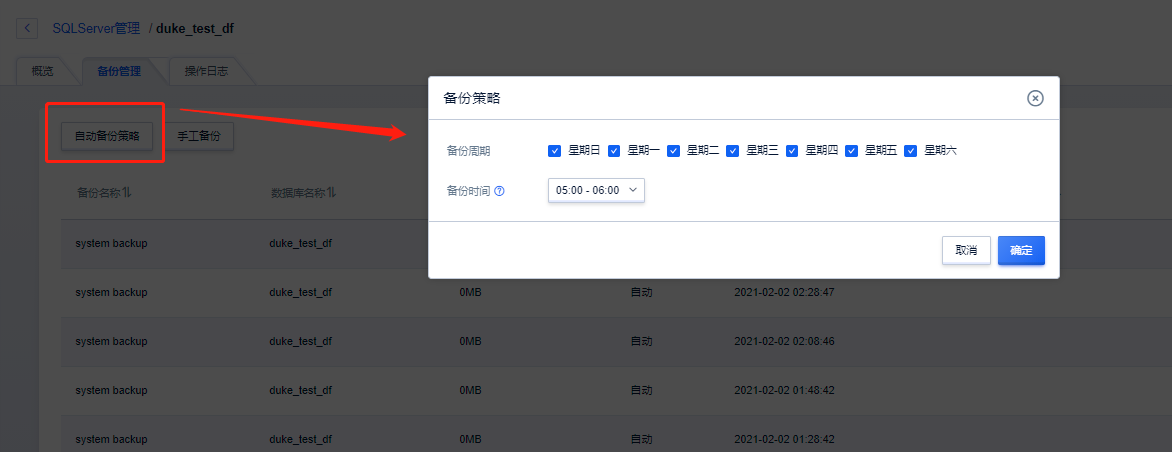 SQLServer管理 / duke_test_df
概览 备份管理 操作日志
自动备份策略 手工备份
备份策略
备份周期 星期日 星期一 星期二 星期三 星期四 星期五 星期六
备份时间 05:00 - 06:00
取消 确定
备份名称 数据库名称
system backup duke_test_df
system backup duke_test_df 0MB 自动 2021-02-02 02:28:47
system backup duke_test_df 0MB 自动 2021-02-02 02:08:46
system backup duke_test_df 0MB 自动 2021-02-02 01:48:42
system backup duke_test_df 0MB 自动 2021-02-02 01:28:42